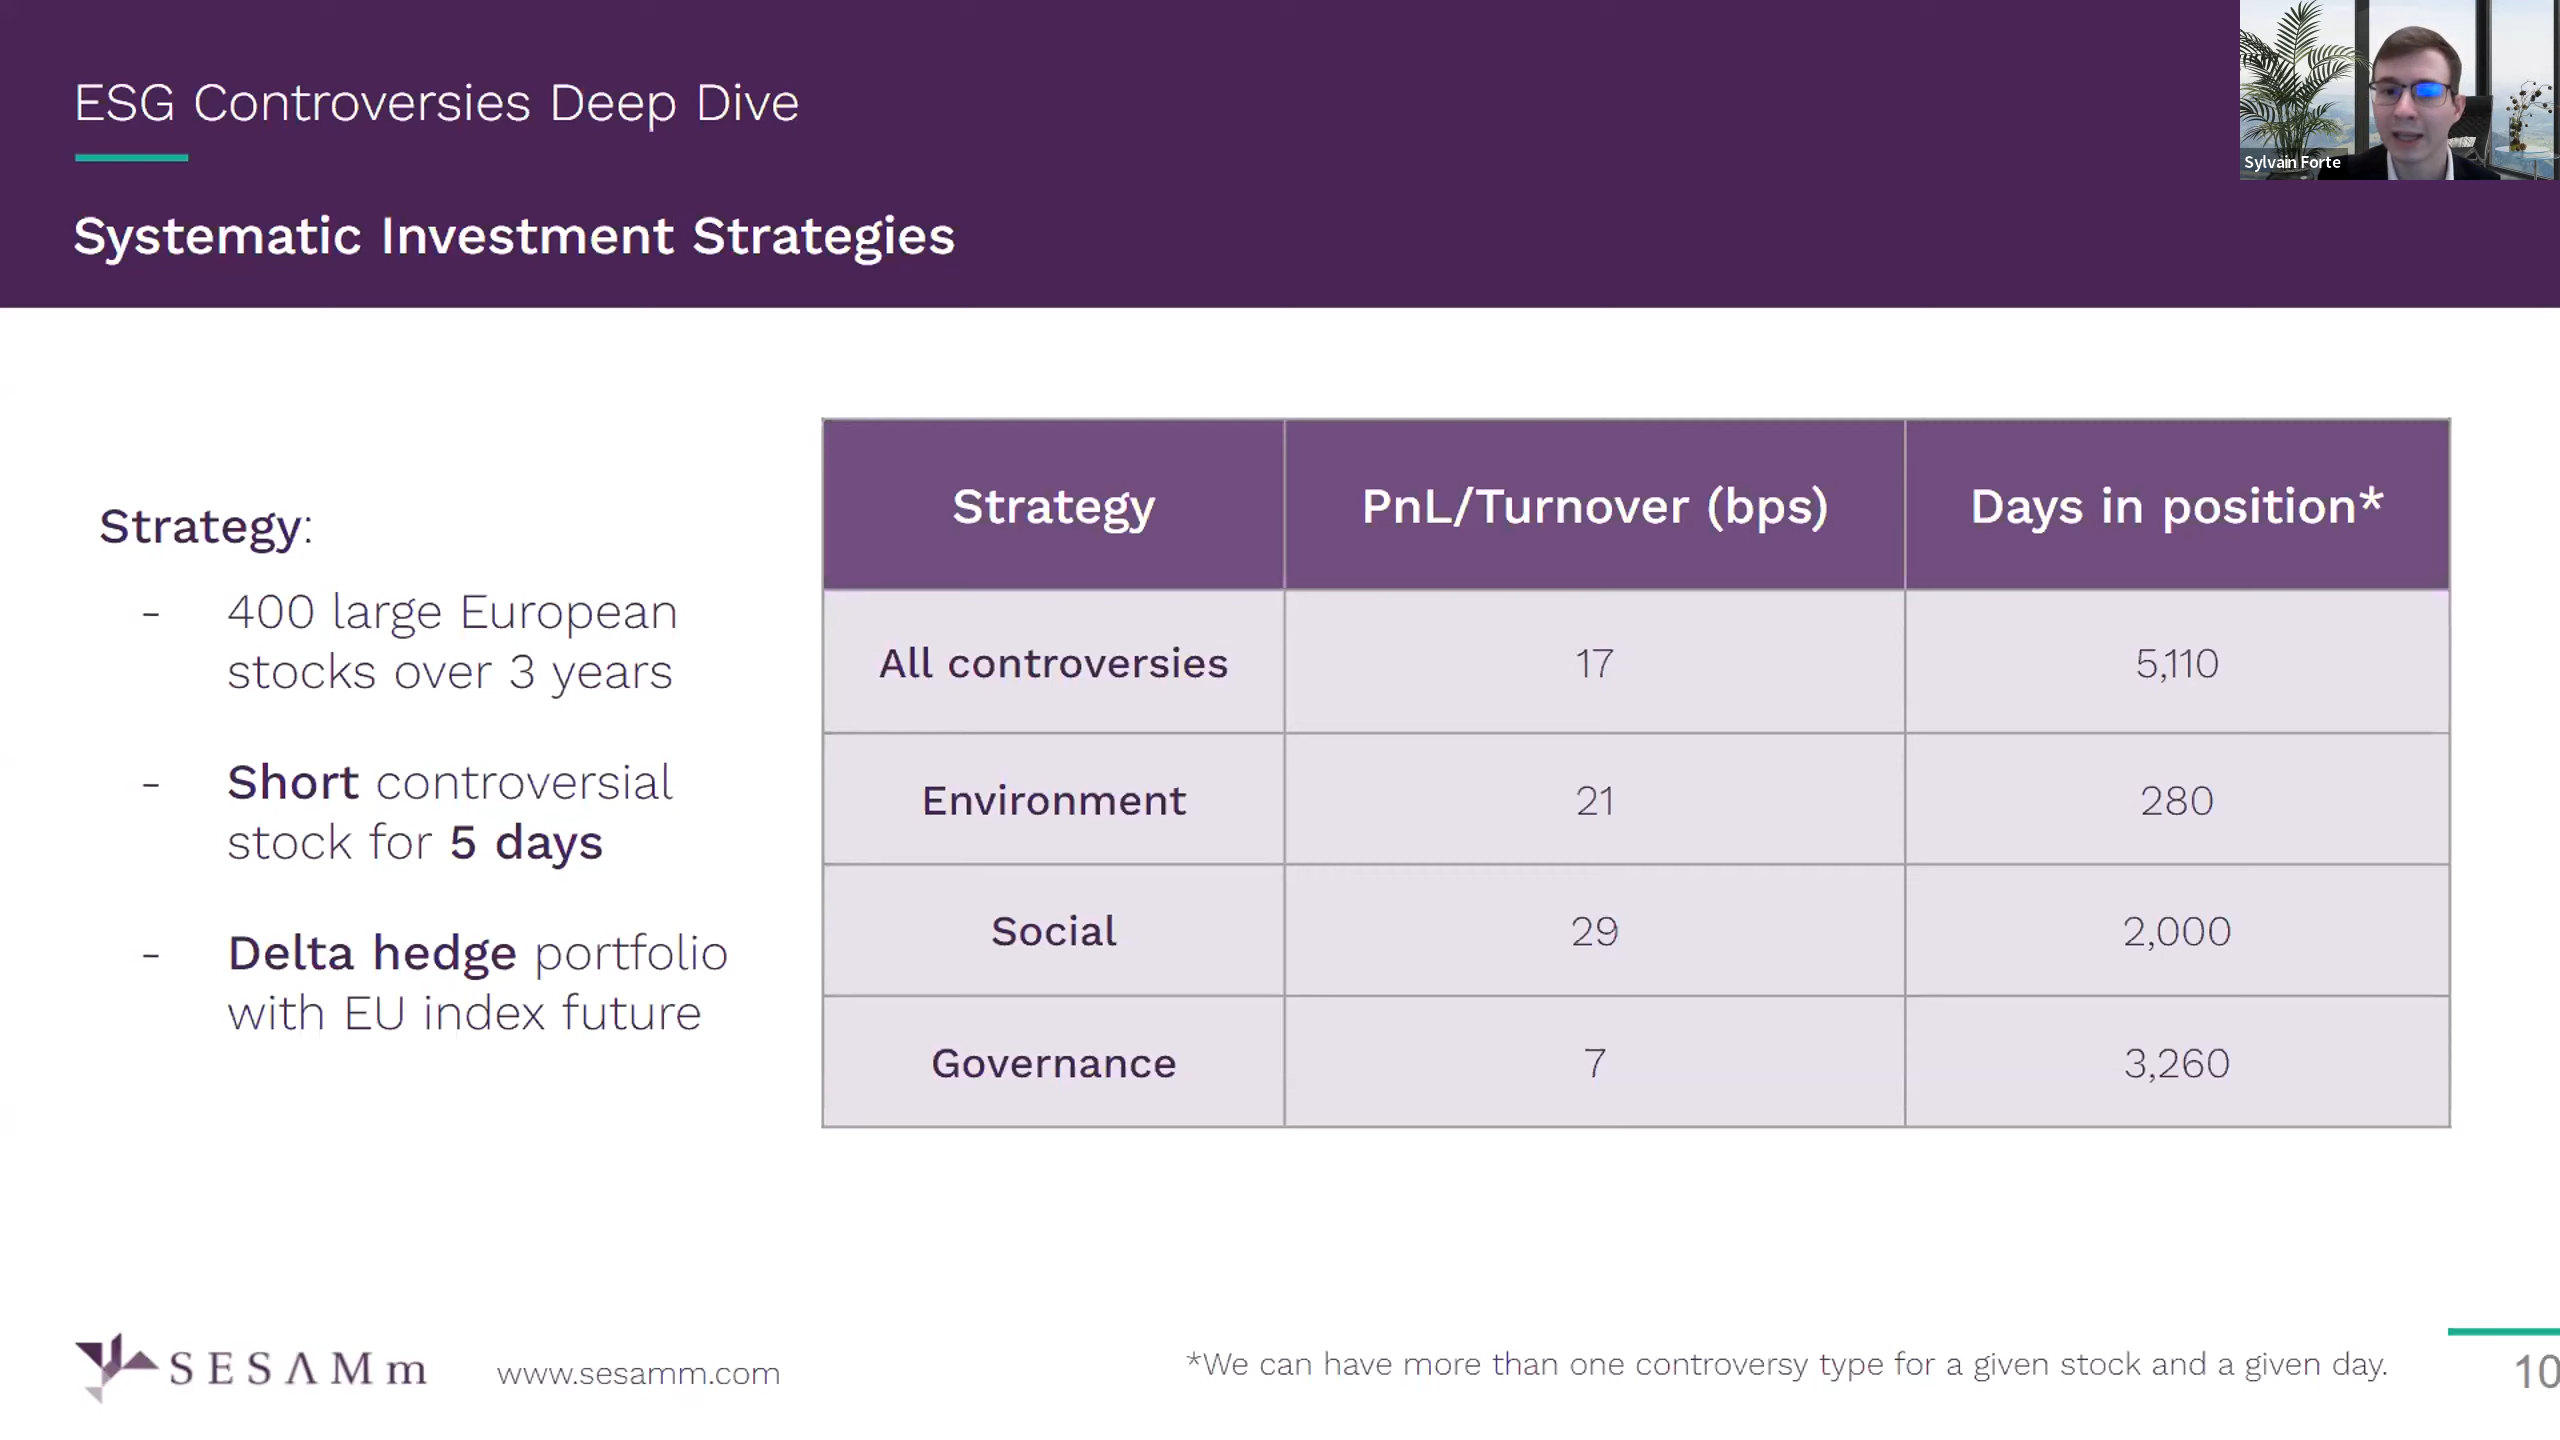 ESG Controversies Deep Dive
Sylvain Forte
Systematic Investment Strategies
Strategy:
- 400 large European
stocks over 3 years
- Short controversial
stock for 5 days
- Delta hedge portfolio
with EU index future
Strategy PnL/Turnover (bps) Days in position*
All controversies 17 5,110
Environment 21 280
Social 29 2,000
Governance 7 3,260
SESAMm www.sesamm.com
*We can have more than one controversy type for a given stock and a given day.
10